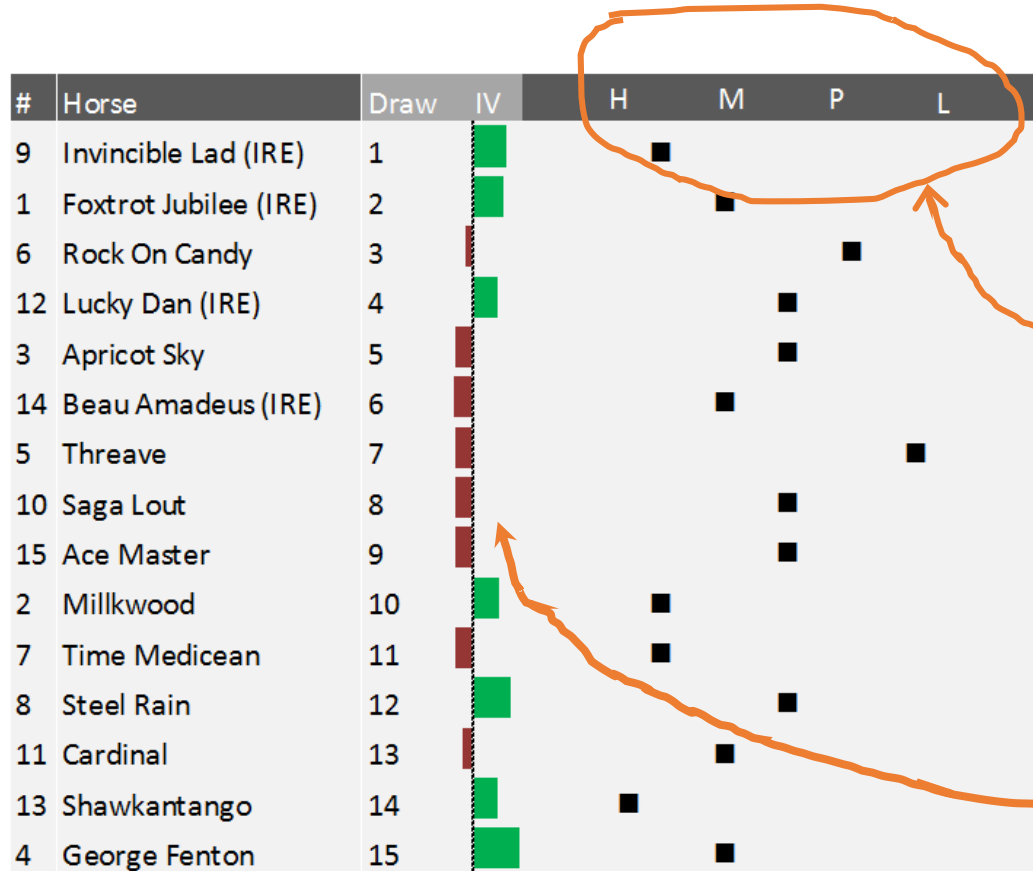 # Horse Draw IV H M P L
9 Invincible Lad (IRE) 1
1 Foxtrot Jubilee (IRE) 2
6 Rock On Candy 3
12 Lucky Dan (IRE) 4
3 Apricot Sky 5
14 Beau Amadeus (IRE) 6
5 Threave 7
10 Saga Lout 8
15 Ace Master 9
2 Millkwood 10
7 Time Medicean 11
8 Steel Rain 12
11 Cardinal 13
13 Shawkantango 14
4 George Fenton 15